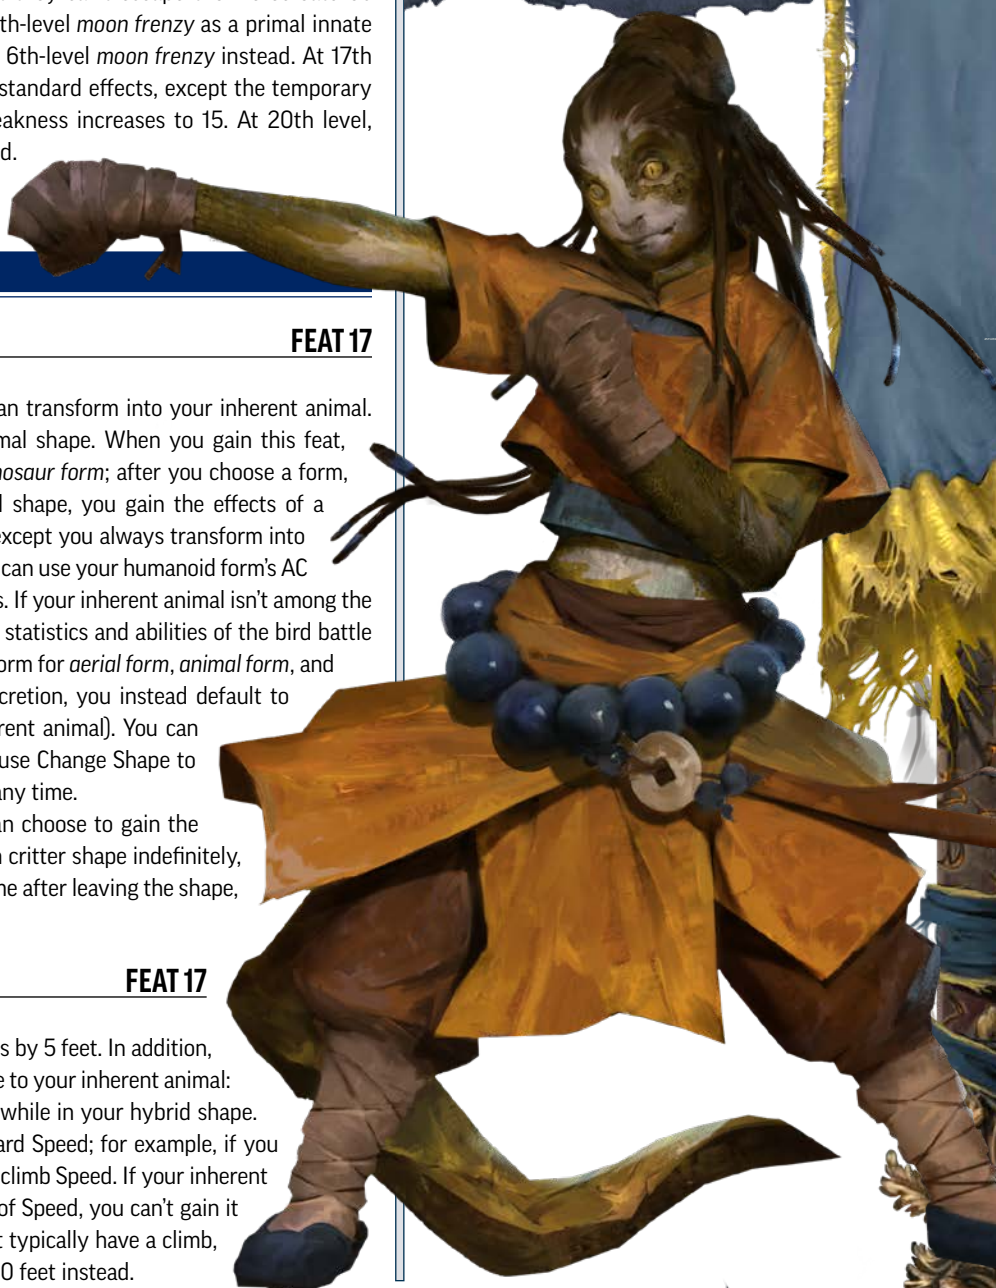 th-level moon frenzy as a primal innate
6th-level moon frenzy instead. At 17th
standard effects, except the temporary
eakness increases to 15. At 20th level,
d.
FEAT 17
an transform into your inherent animal.
mal shape. When you gain this feat,
nosaur form; after you choose a form,
l shape, you gain the effects of a
except you always transform into
can use your humanoid form's AC
s. If your inherent animal isn't among the
statistics and abilities of the bird battle
orm for aerial form, animal form, and
cretion, you instead default to
rent animal). You can
use Change Shape to
any time.
an choose to gain the
n critter shape indefinitely,
me after leaving the shape,
FEAT 17
s by 5 feet. In addition,
e to your inherent animal:
while in your hybrid shape.
ard Speed; for example, if you
climb Speed. If your inherent
of Speed, you can't gain it
t typically have a climb,
0 feet instead.